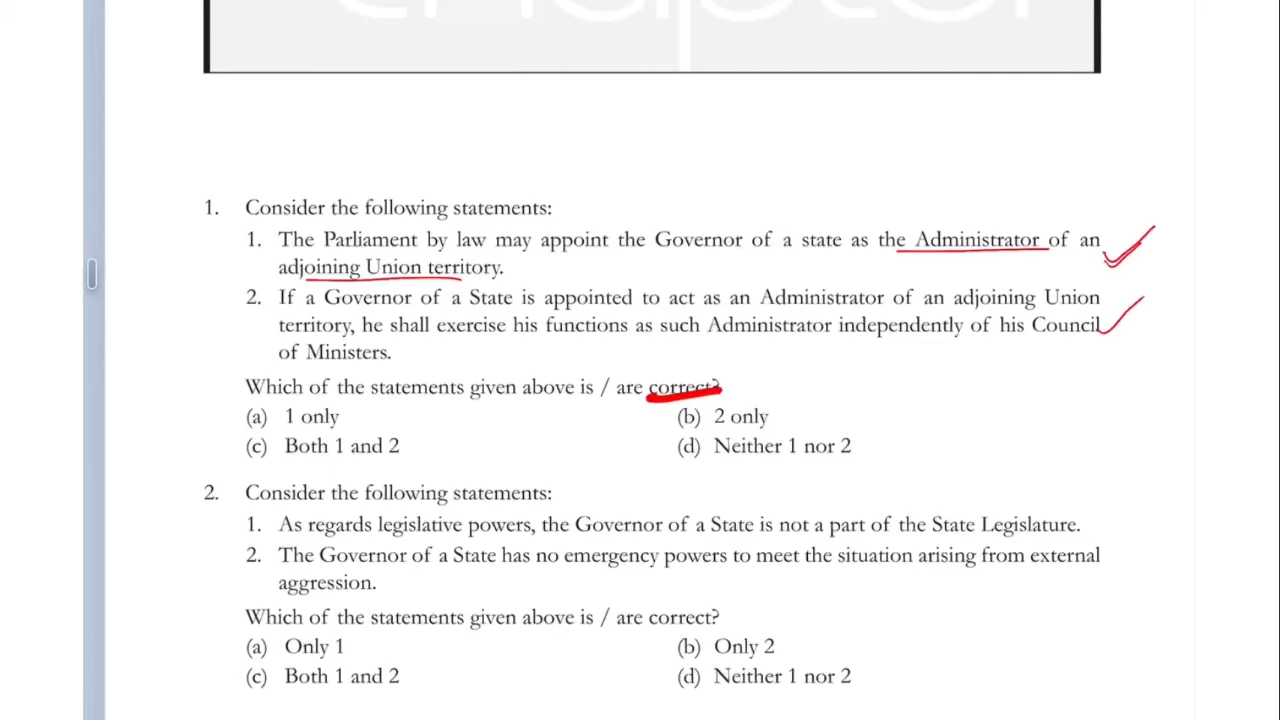 1. Consider the following statements:
1. The Parliament by law may appoint the Governor of a state as the Administrator of an
adjoining Union territory.
2. If a Governor of a State is appointed to act as an Administrator of an adjoining Union
territory, he shall exercise his functions as such Administrator independently of his Council
of Ministers.
Which of the statements given above is / are correct?
(a) 1 only (b) 2 only
(c) Both 1 and 2 (d) Neither 1 nor 2
2. Consider the following statements:
1. As regards legislative powers, the Governor of a State is not a part of the State Legislature.
2. The Governor of a State has no emergency powers to meet the situation arising from external
aggression.
Which of the statements given above is / are correct?
(a) Only 1 (b) Only 2
(c) Both 1 and 2 (d) Neither 1 nor 2